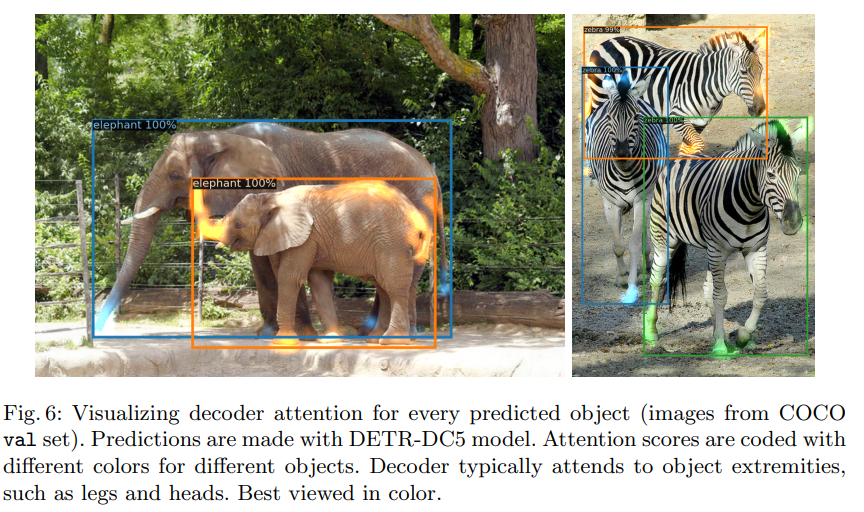 elephant 100%
elephant 100%
zebra 99%
zebra 100%
zebra 100%
Fig. 6: Visualizing decoder attention for every predicted object (images from COCO
val set). Predictions are made with DETR-DC5 model. Attention scores are coded with
different colors for different objects. Decoder typically attends to object extremities,
such as legs and heads. Best viewed in color.